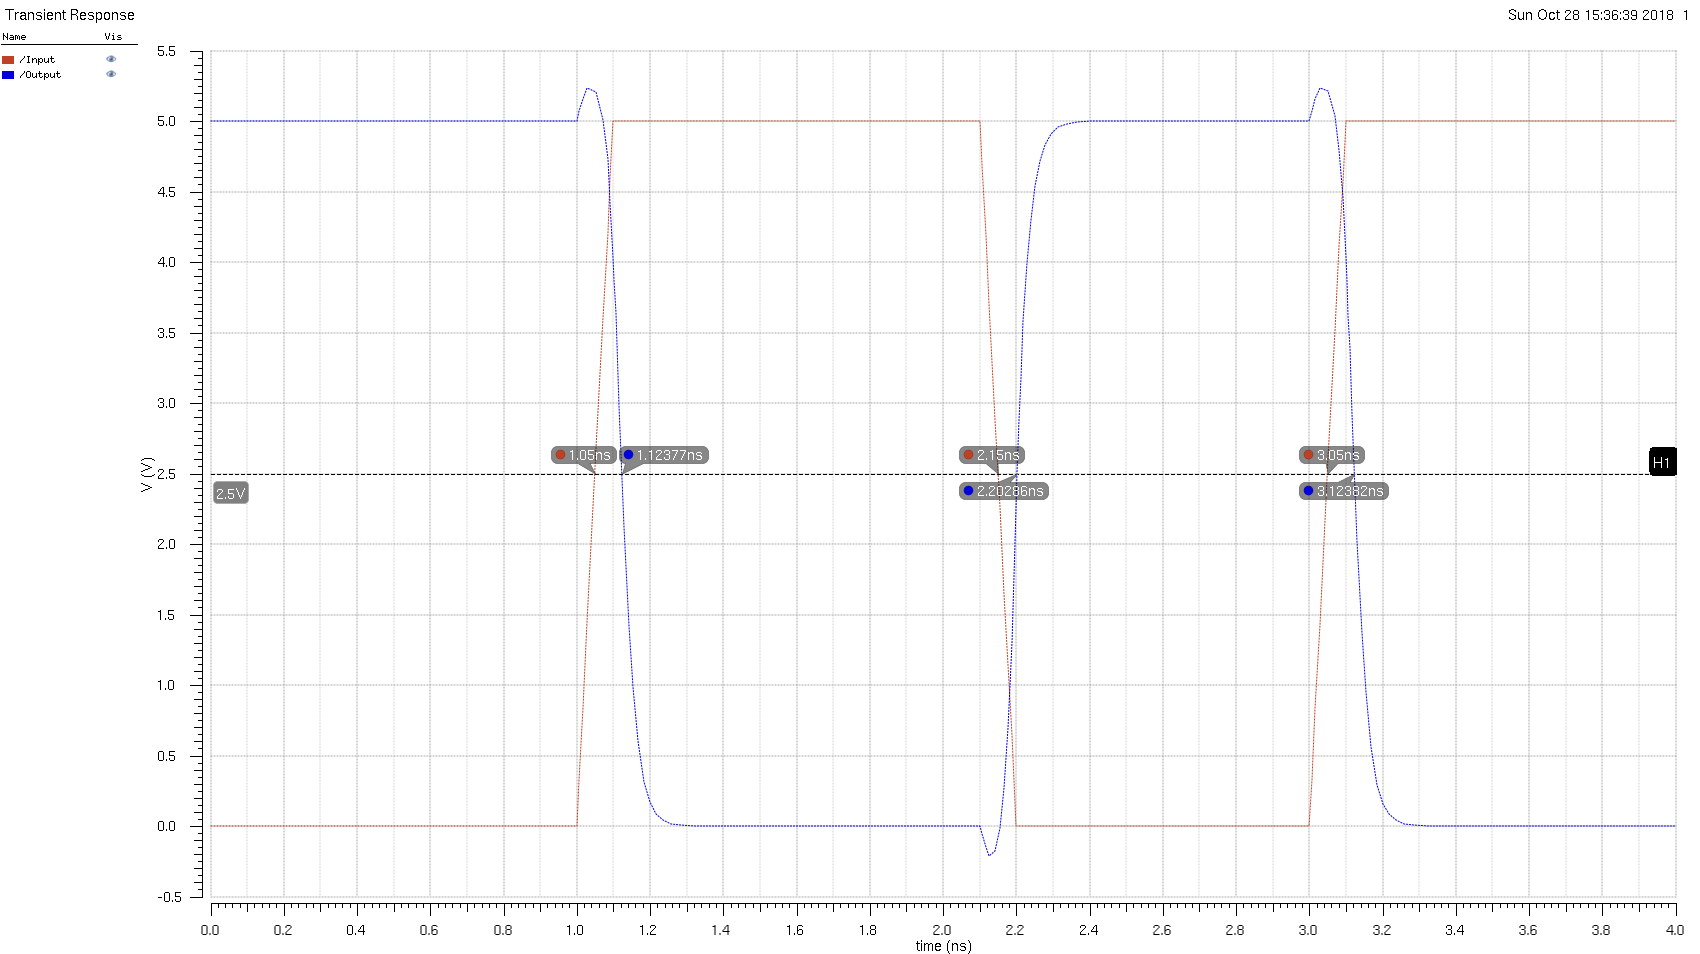 Transient Response
Sun Oct 28 15:36:39 2018 1
Name Vis
/Input
/Output
5.5
5.0
4.5
4.0
3.5
3.0
2.5
2.0
1.5
1.0
0.5
0.0
-0.5
V (V)
1.05ns
1.12377ns
2.15ns
3.05ns
H1
2.5V
2.20286ns
3.12382ns
0.0 0.2 0.4 0.6 0.8 1.0 1.2 1.4 1.6 1.8 2.0 2.2 2.4 2.6 2.8 3.0 3.2 3.4 3.6 3.8 4.0
time (ns)